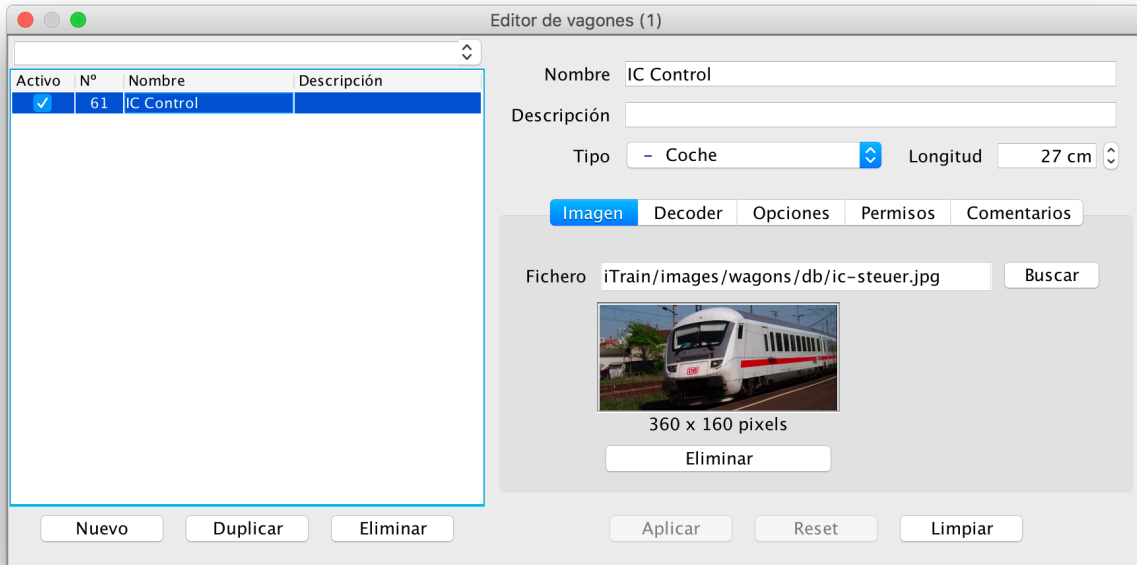 Editor de vagones (1)
Activo Nº Nombre Descripción
61 IC Control
Nuevo Duplicar Eliminar
Nombre IC Control
Descripción
Tipo – Coche Longitud 27 cm
Imagen Decoder Opciones Permisos Comentarios
Fichero iTrain/images/wagons/db/ic-steuer.jpg Buscar
DB
360 x 160 pixels
Eliminar
Aplicar Reset Limpiar